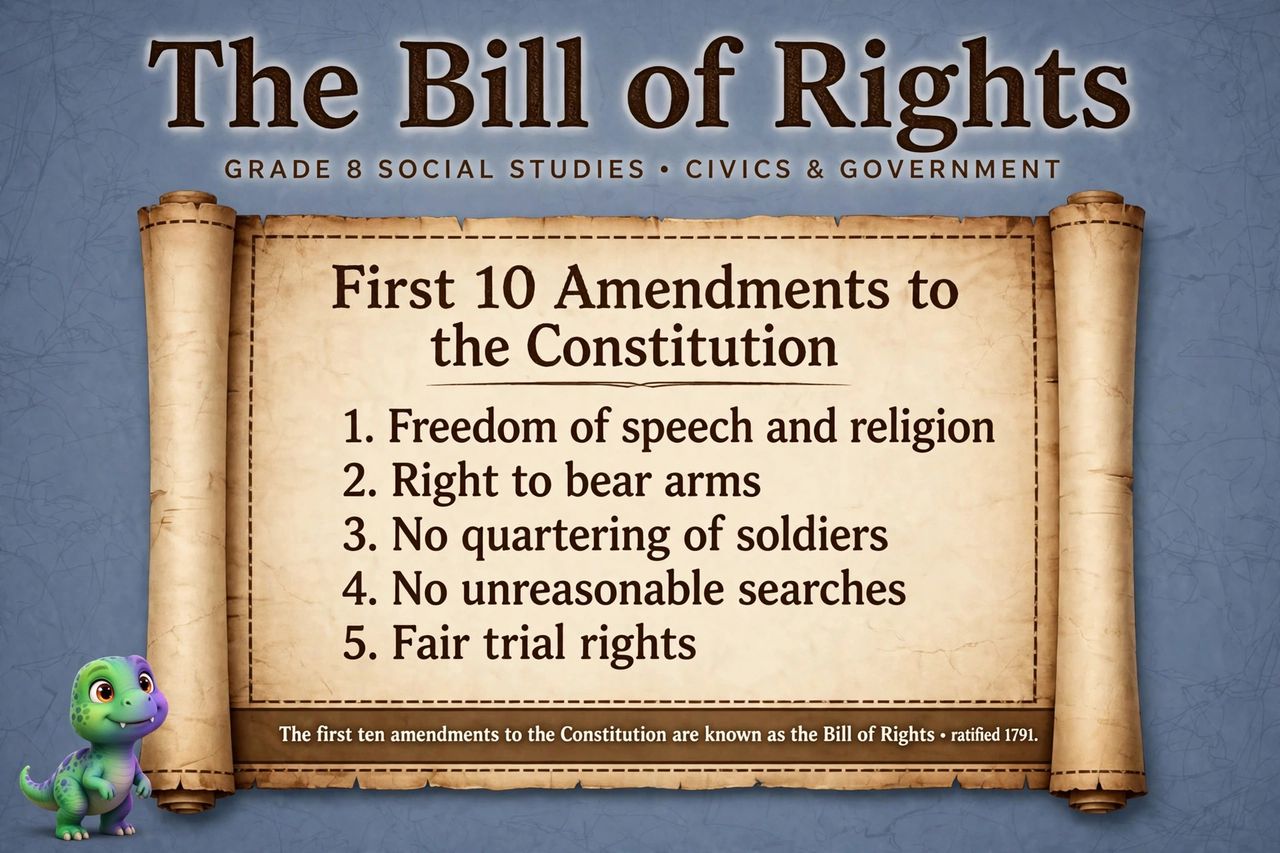 The Bill of Rights
GRADE 8 SOCIAL STUDIES • CIVICS & GOVERNMENT
First 10 Amendments to
the Constitution
1. Freedom of speech and religion
2. Right to bear arms
3. No quartering of soldiers
4. No unreasonable searches
5. Fair trial rights
The first ten amendments to the Constitution are known as the Bill of Rights • ratified 1791.